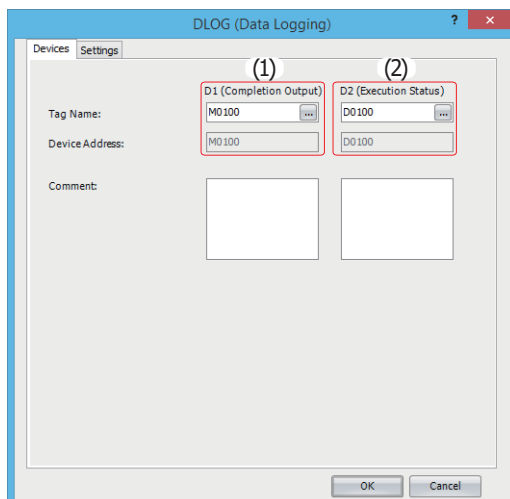 DLOG (Data Logging)
?
×
Devices
Settings
(1)
(2)
D1 (Completion Output)
D2 (Execution Status)
Tag Name:
M0100
...
D0100
...
Device Address:
M0100
D0100
Comment:
OK
Cancel